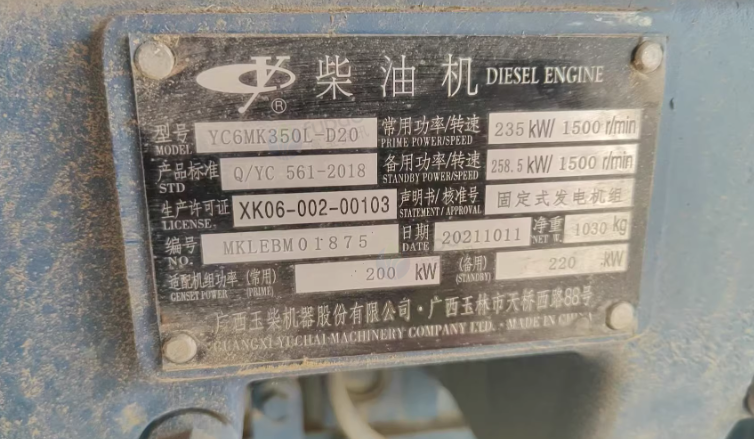 柴油机 DIESEL ENGINE
型号 YC6MK350L-D20 常用功率/转速 235 kW/ 1500 r/min
MODEL PRIME POWER/SPEED
产品标准 Q/YC 561-2018 备用功率/转速 258.5 kW/ 1500 r/min
STD STANDBY POWER/SPEED
生产许可证 XK06-002-00103 声明书/核准号 固定式发电机组
LICENSE. STATEMENT/APPROVAL
编号 MKLEBM01875 日期 20211011 净重 1030 kg
NO. DATE NET W.
适配机组功率 (常用) 200 kW (备用) 220 kW
GENSET POWER (PRIME) (STANDBY)
广西玉柴机器股份有限公司·广西玉林市天桥西路88号
GUANGXI YUCHAI MACHINERY COMPANY LTD. · MADE IN CHINA